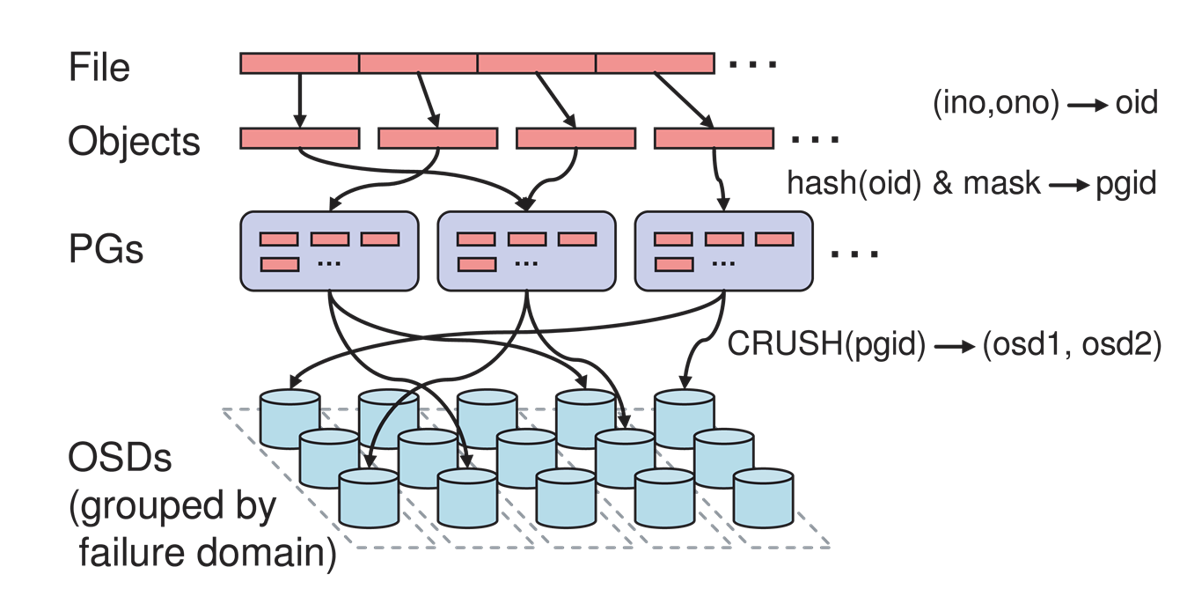 File
(ino,ono) → oid
Objects
hash(oid) & mask → pgid
PGs
CRUSH(pgid) → (osd1, osd2)
OSDs
(grouped by
failure domain)